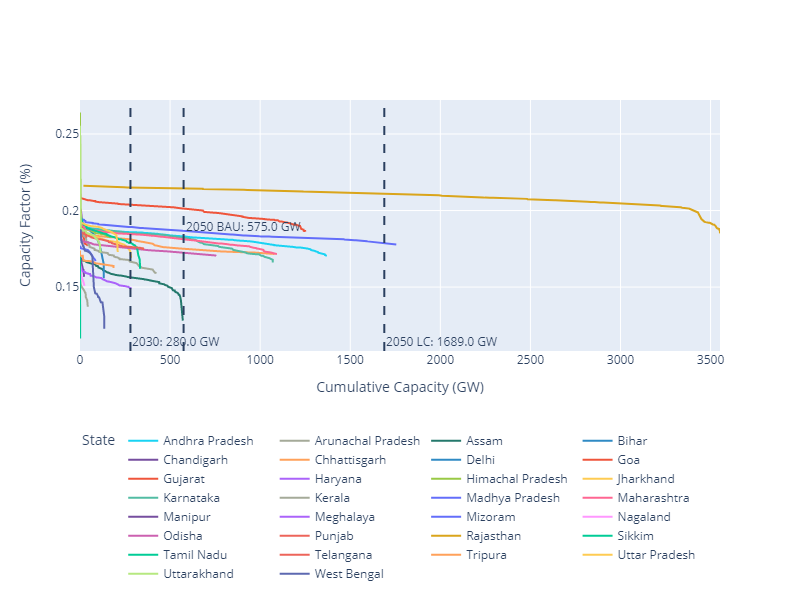 0.25
0.2
0.15
Capacity Factor (%)
2050 BAU: 575.0 GW
2030: 280.0 GW
2050 LC: 1689.0 GW
0 500 1000 1500 2000 2500 3000 3500
Cumulative Capacity (GW)
State Andhra Pradesh Arunachal Pradesh Assam Bihar
Chandigarh Chhattisgarh Delhi Goa
Gujarat Haryana Himachal Pradesh Jharkhand
Karnataka Kerala Madhya Pradesh Maharashtra
Manipur Meghalaya Mizoram Nagaland
Odisha Punjab Rajasthan Sikkim
Tamil Nadu Telangana Tripura Uttar Pradesh
Uttarakhand West Bengal